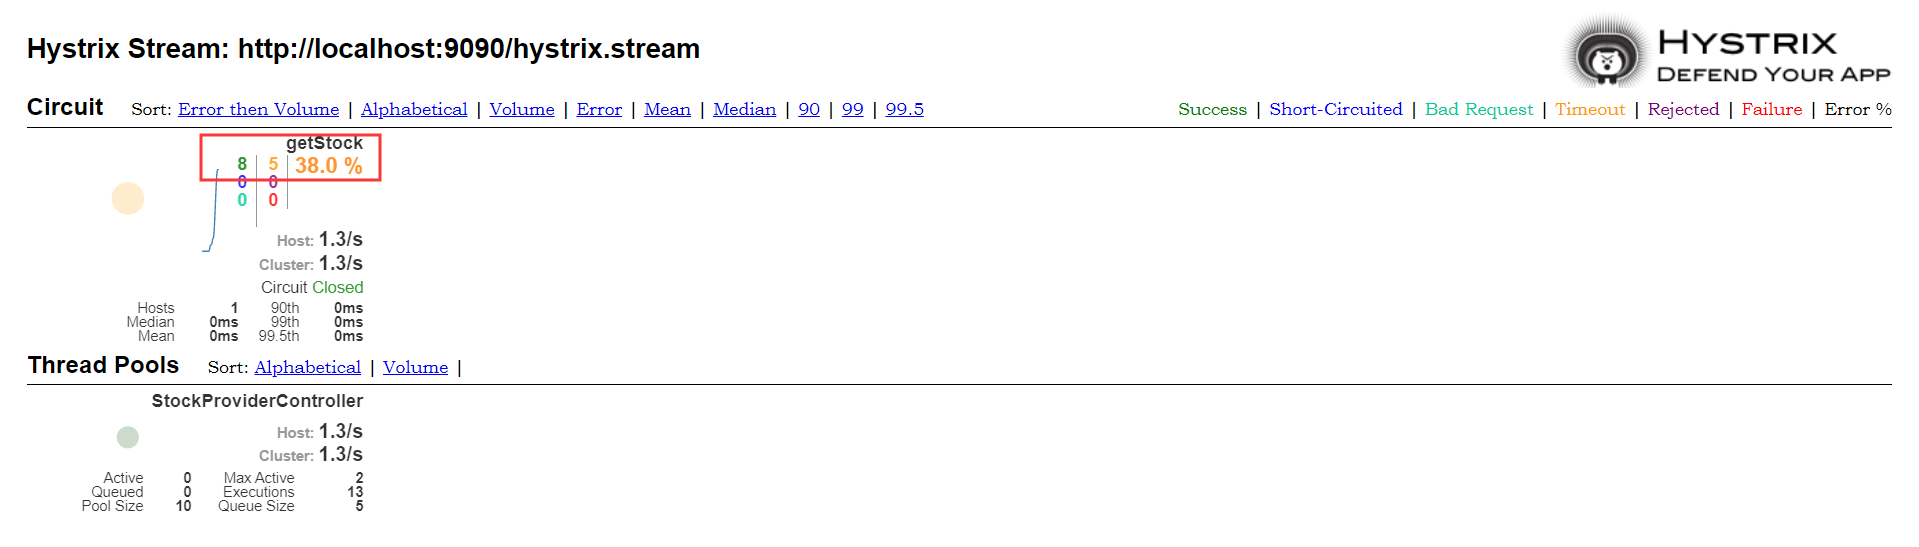 Hystrix Stream: http://localhost:9090/hystrix.stream
HYSTRIX
DEFEND YOUR APP
Circuit Sort: Error then Volume | Alphabetical | Volume | Error | Mean | Median | 90 | 99 | 99.5
Success | Short-Circuited | Bad Request | Timeout | Rejected | Failure | Error %
getStock
8 5 38.0 %
0 0
0 0
Host: 1.3/s
Cluster: 1.3/s
Circuit Closed
Hosts 1 90th 0ms
Median 0ms 99th 0ms
Mean 0ms 99.5th 0ms
Thread Pools Sort: Alphabetical | Volume |
StockProviderController
Host: 1.3/s
Cluster: 1.3/s
Active 0 Max Active 2
Queued 0 Executions 13
Pool Size 10 Queue Size 5